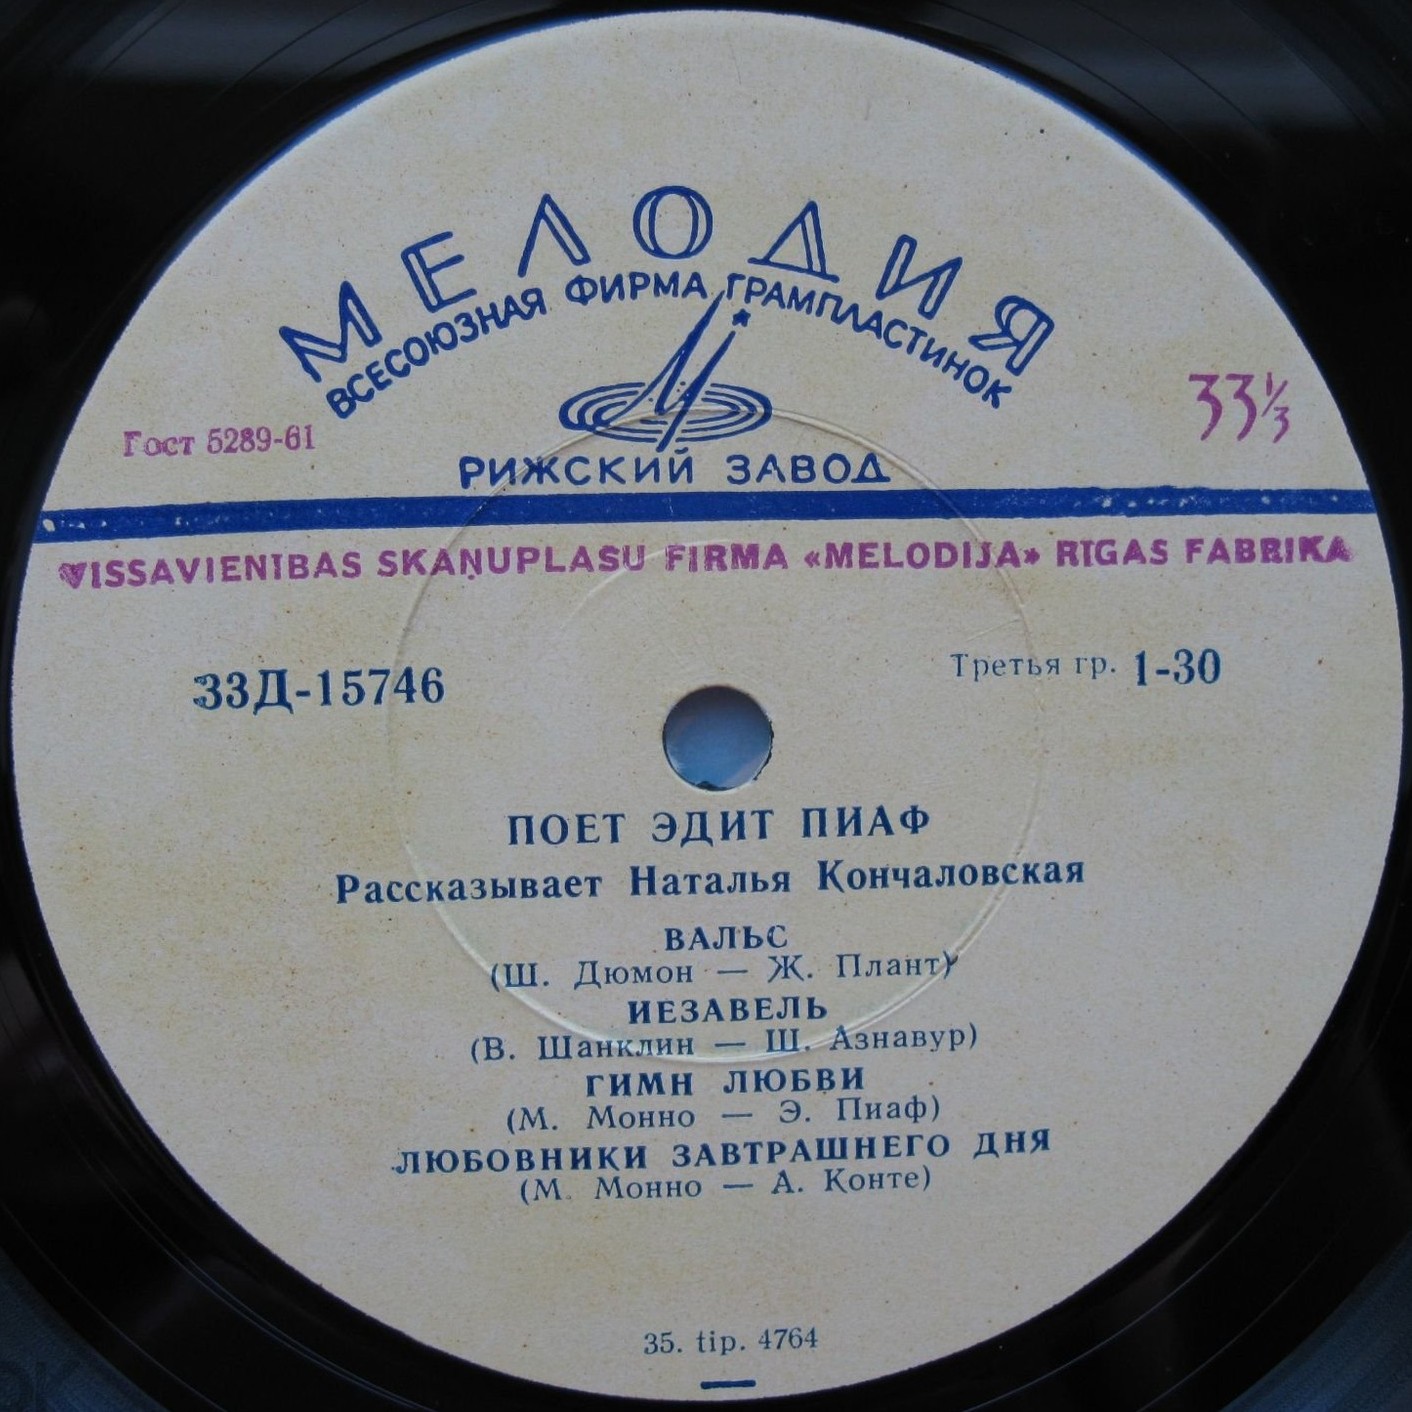 МЕЛОДИЯ
ВСЕСОЮЗНАЯ ФИРМА ГРАМПЛАСТИНОК
Гост 5289-61
33⅓
РИЖСКИЙ ЗАВОД
VISSAVIENIBAS SKAŅUPLASU FIRMA «MELODIJA» RIGAS FABRIKA
33Д-15746
Третья гр. 1-30
ПОЕТ ЭДИТ ПИАФ
Рассказывает Наталья Кончаловская
ВАЛЬС
(Ш. Дюмон — Ж. Плант)
ИЕЗАВЕЛЬ
(В. Шанклин — Ш. Азнавур)
ГИМН ЛЮБВИ
(М. Монно — Э. Пиаф)
ЛЮБОВНИКИ ЗАВТРАШНЕГО ДНЯ
(М. Монно — А. Конте)
35. tip. 4764